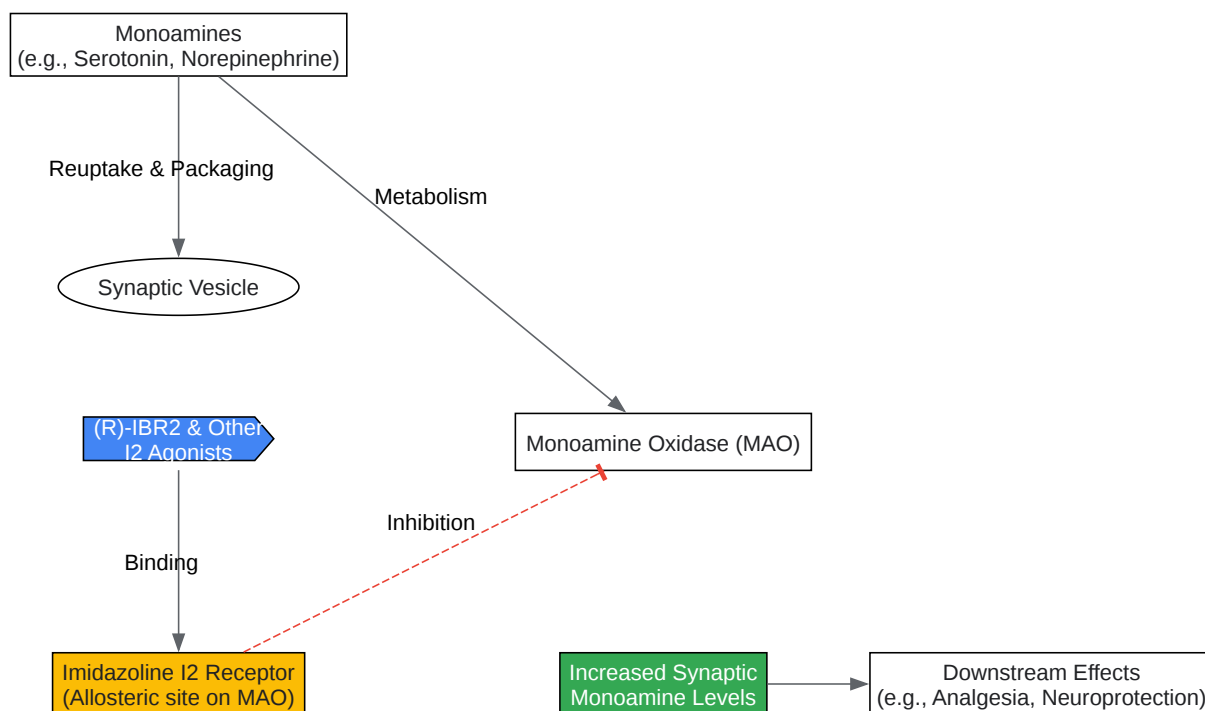 Monoamines
(e.g., Serotonin, Norepinephrine)
Reuptake & Packaging
Metabolism
Synaptic Vesicle
(R)-IBR2 & Other
I2 Agonists
Monoamine Oxidase (MAO)
Inhibition
Binding
Imidazoline I2 Receptor
(Allosteric site on MAO)
Increased Synaptic
Monoamine Levels
Downstream Effects
(e.g., Analgesia, Neuroprotection)